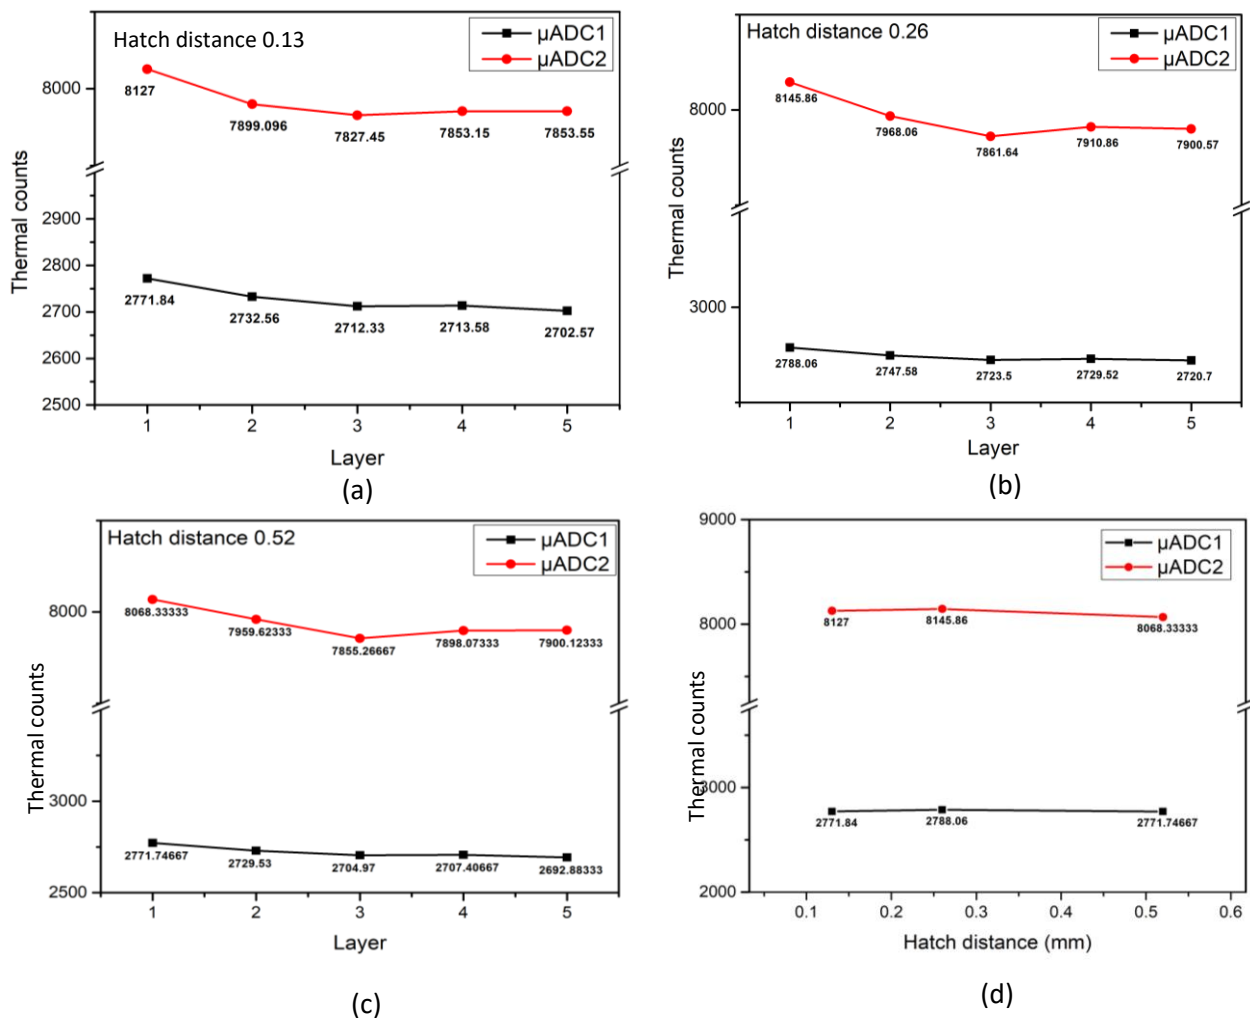 Hatch distance 0.13
µADC1
µADC2
8000
2900
2800
2700
2600
2500
Thermal counts
8127
7899.096
7827.45
7853.15
7853.55
2771.84
2732.56
2712.33
2713.58
2702.57
1 2 3 4 5
Layer
(a)
Hatch distance 0.26
µADC1
µADC2
8000
3000
Thermal counts
8145.86
7968.06
7861.64
7910.86
7900.57
2788.06
2747.58
2723.5
2729.52
2720.7
1 2 3 4 5
Layer
(b)
Hatch distance 0.52
µADC1
µADC2
8000
3000
2500
Thermal counts
8068.33333
7959.62333
7855.26667
7898.07333
7900.12333
2771.74667
2729.53
2704.97
2707.40667
2692.88333
1 2 3 4 5
Layer
(c)
µADC1
µADC2
9000
8000
3000
2000
Thermal counts
8127
8145.86
8068.33333
2771.84
2788.06
2771.74667
0.1 0.2 0.3 0.4 0.5 0.6
Hatch distance (mm)
(d)